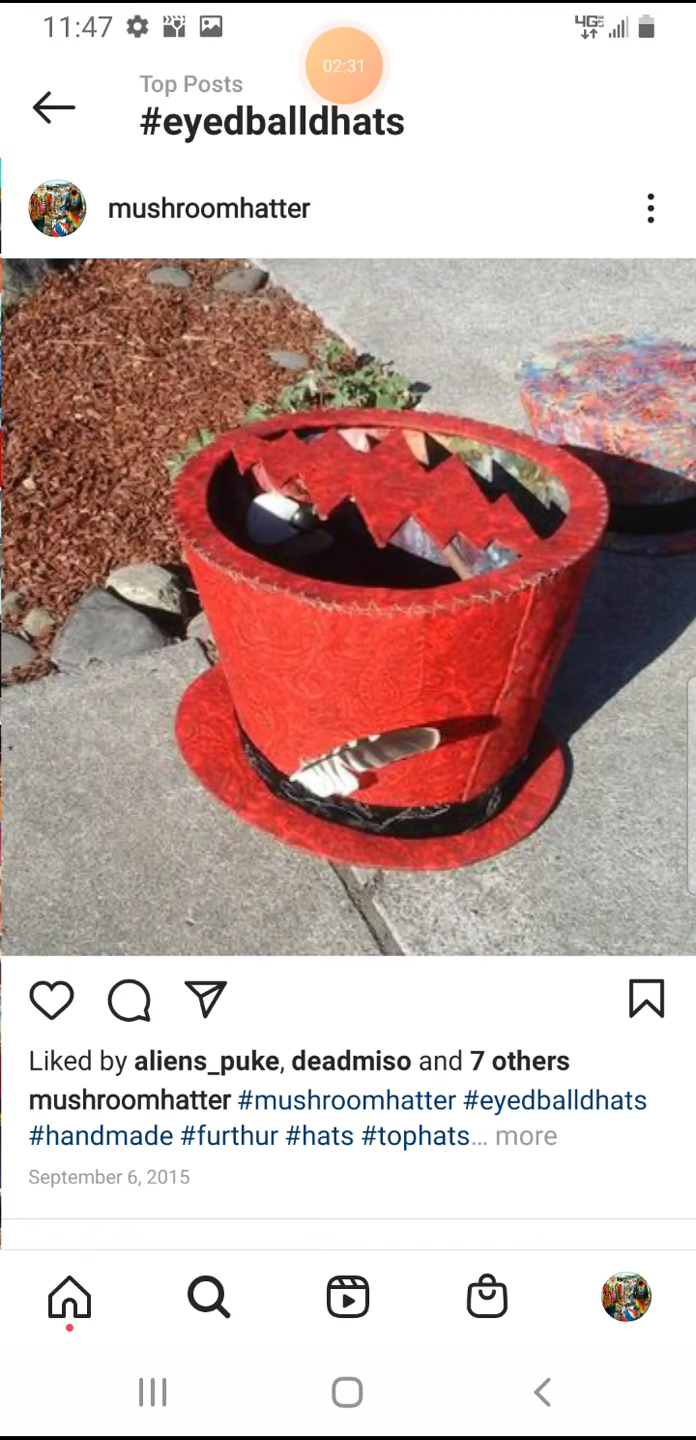 11:47
4GE
02:31
Top Posts
#eyedballdhats
mushroomhatter
Liked by aliens_puke, deadmiso and 7 others
mushroomhatter #mushroomhatter #eyedballdhats
#handmade #furthur #hats #tophats... more
September 6, 2015